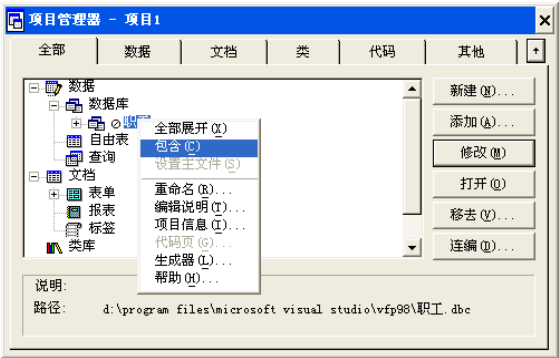 项目管理器 - 项目1
全部 数据 文档 类 代码 其他
数据
数据库
职工
自由表
查询
文档
表单
报表
标签
类库
全部展开(X)
包含(C)
设置主文件(S)
重命名(R)...
编辑说明(T)...
项目信息(I)...
代码页(G)...
生成器(L)...
帮助(H)...
新建(N)...
添加(A)...
修改(M)
打开(O)
移去(V)...
连编(D)...
说明:
路径: d:\program files\microsoft visual studio\vfp98\职工.dbc